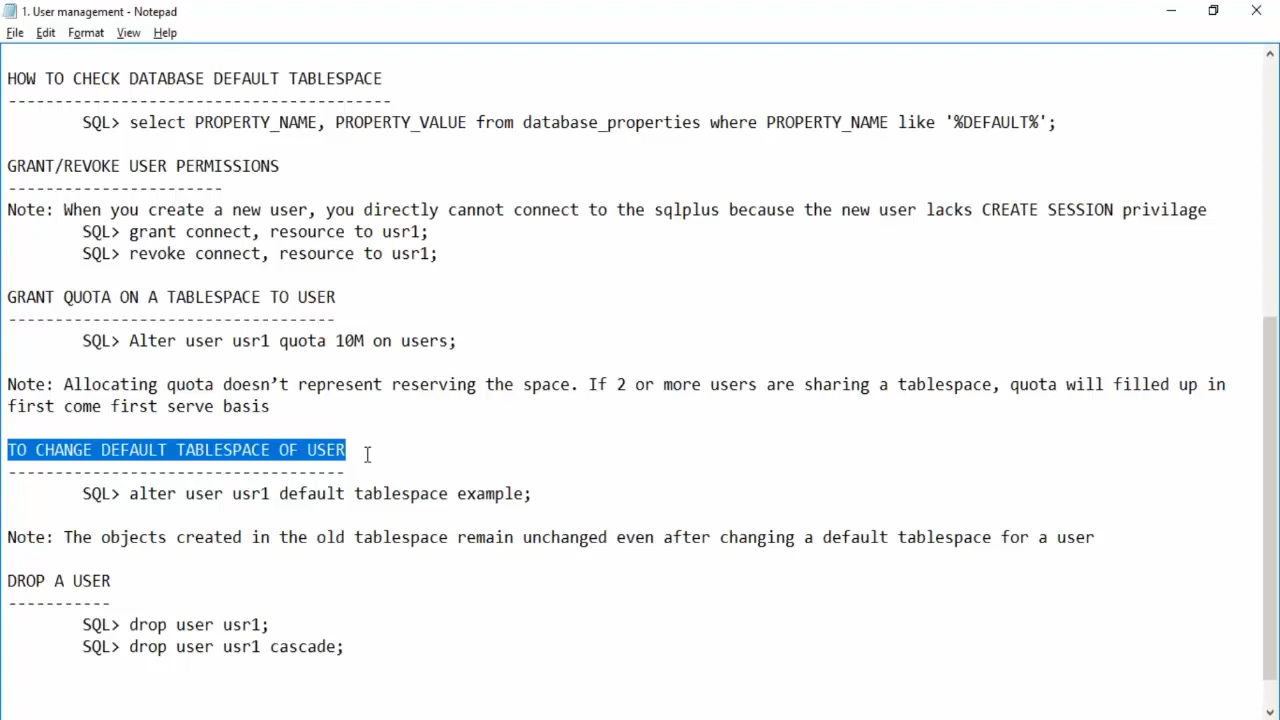 1. User management - Notepad
File Edit Format View Help
HOW TO CHECK DATABASE DEFAULT TABLESPACE
-----------------------------------------
SQL> select PROPERTY_NAME, PROPERTY_VALUE from database_properties where PROPERTY_NAME like '%DEFAULT%';
GRANT/REVOKE USER PERMISSIONS
-----------------------
Note: When you create a new user, you directly cannot connect to the sqlplus because the new user lacks CREATE SESSION privilage
SQL> grant connect, resource to usr1;
SQL> revoke connect, resource to usr1;
GRANT QUOTA ON A TABLESPACE TO USER
-----------------------------------
SQL> Alter user usr1 quota 10M on users;
Note: Allocating quota doesn’t represent reserving the space. If 2 or more users are sharing a tablespace, quota will filled up in
first come first serve basis
TO CHANGE DEFAULT TABLESPACE OF USER
------------------------------------
SQL> alter user usr1 default tablespace example;
Note: The objects created in the old tablespace remain unchanged even after changing a default tablespace for a user
DROP A USER
-----------
SQL> drop user usr1;
SQL> drop user usr1 cascade;